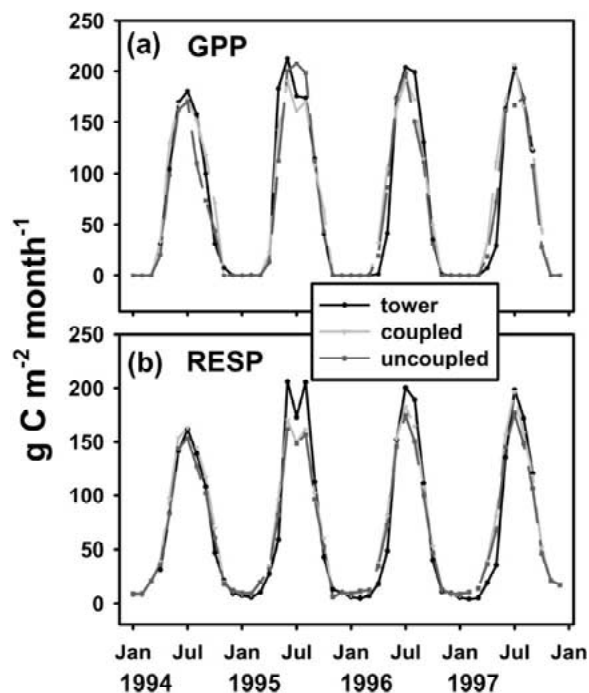 250
(a) GPP
200
150
100
50
0
g C m-2 month-1
tower
coupled
uncoupled
250
(b) RESP
200
150
100
50
0
Jan Jul Jan Jul Jan Jul Jan Jul Jan
1994 1995 1996 1997